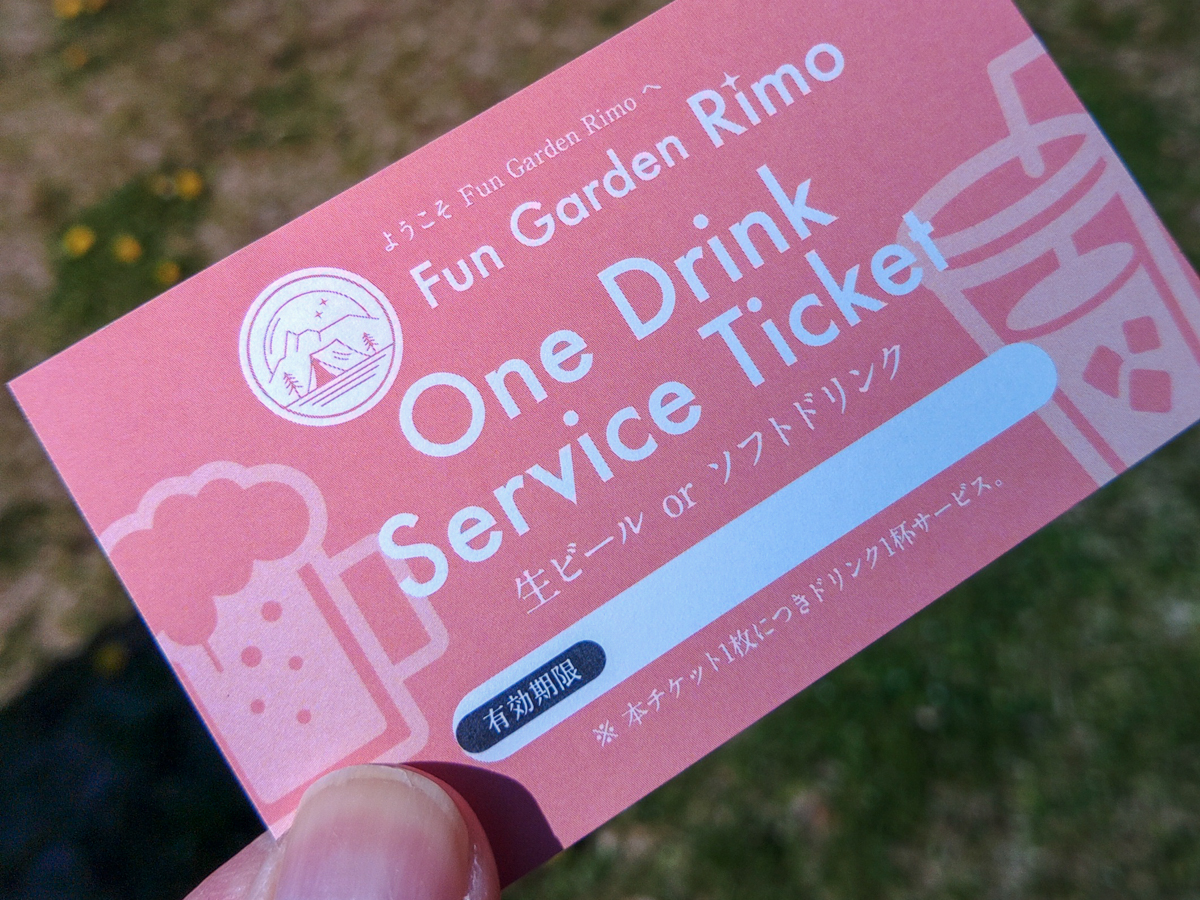 ようこそ Fun Garden Rimo へ
Fun Garden Rimo
One Drink
Service Ticket
生ビール or ソフトドリンク
有効期限
※ 本チケット1枚につきドリンク1杯サービス。